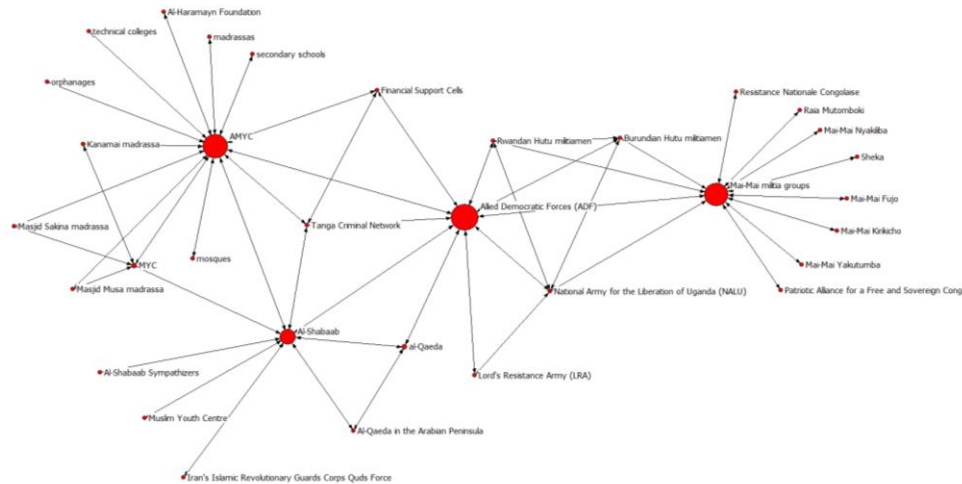 Al-Haramayn Foundation
technical colleges
madrassas
secondary schools
orphanages
Financial Support Cells
Resistance Nationale Congolaise
Raia Mutomboki
Mai-Mai Nyakiliba
AMYC
Kanamai madrassa
Rwandan Hutu militiamen
Burundan Hutu militiamen
Sheka
Mai-Mai militia groups
Mai-Mai Fujo
Allied Democratic Forces (ADF)
Masjid Sakina madrassa
Tanga Criminal Network
Mai-Mai Kirikicho
mosques
MYC
Mai-Mai Yakutumba
Masjid Musa madrassa
National Army for the Liberation of Uganda (NALU)
Patriotic Alliance for a Free and Sovereign Cong
Al-Shabaab
al-Qaeda
Al-Shabaab Sympathizers
Lord's Resistance Army (LRA)
Muslim Youth Centre
Al-Qaeda in the Arabian Peninsula
Iran's Islamic Revolutionary Guards Corps Quds Force